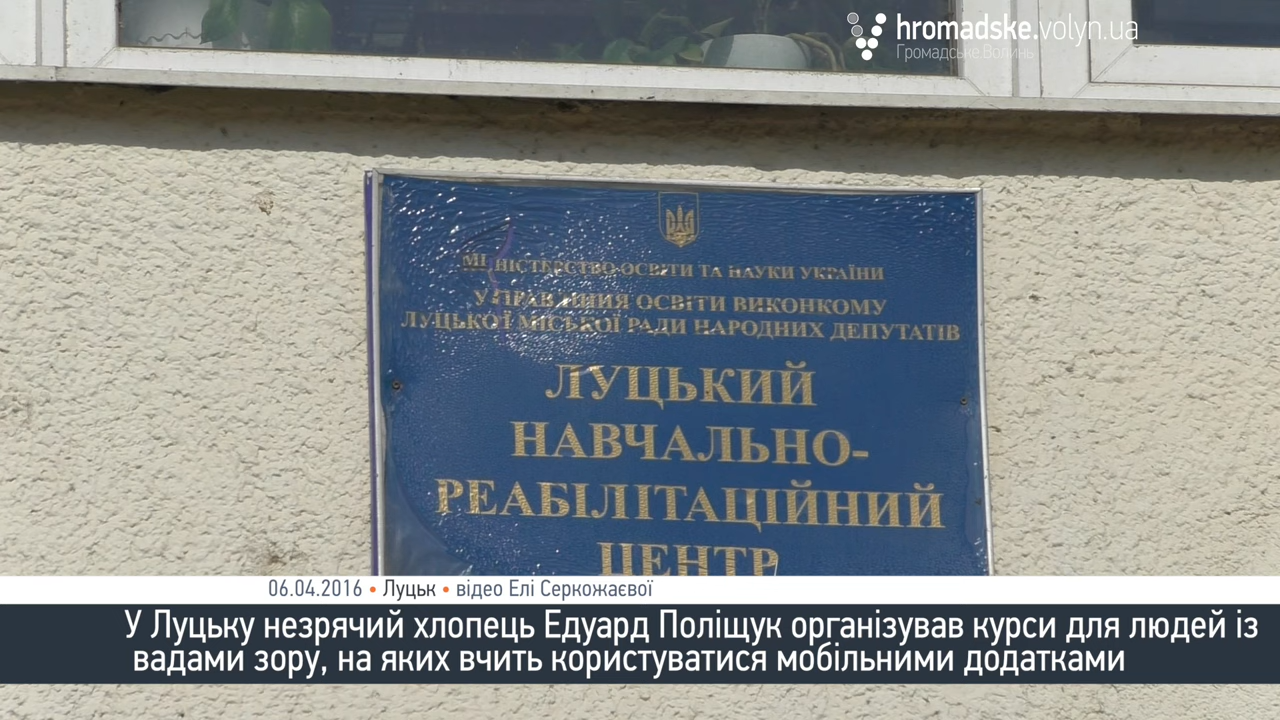 hromadske.volyn.ua
Громадське Волинь
МІНІСТЕРСТВО ОСВІТИ ТА НАУКИ УКРАЇНИ
УПРАВЛІННЯ ОСВІТИ ВИКОНКОМУ
ЛУЦЬКОЇ МІСЬКОЇ РАДИ НАРОДНИХ ДЕПУТАТІВ
ЛУЦЬКИЙ
НАВЧАЛЬНО-
РЕАБІЛІТАЦІЙНИЙ
ЦЕНТР
06.04.2016 • Луцьк • відео Елі Серкожаєвої
У Луцьку незрячий хлопець Едуард Поліщук організував курси для людей із
вадами зору, на яких вчить користуватися мобільними додатками